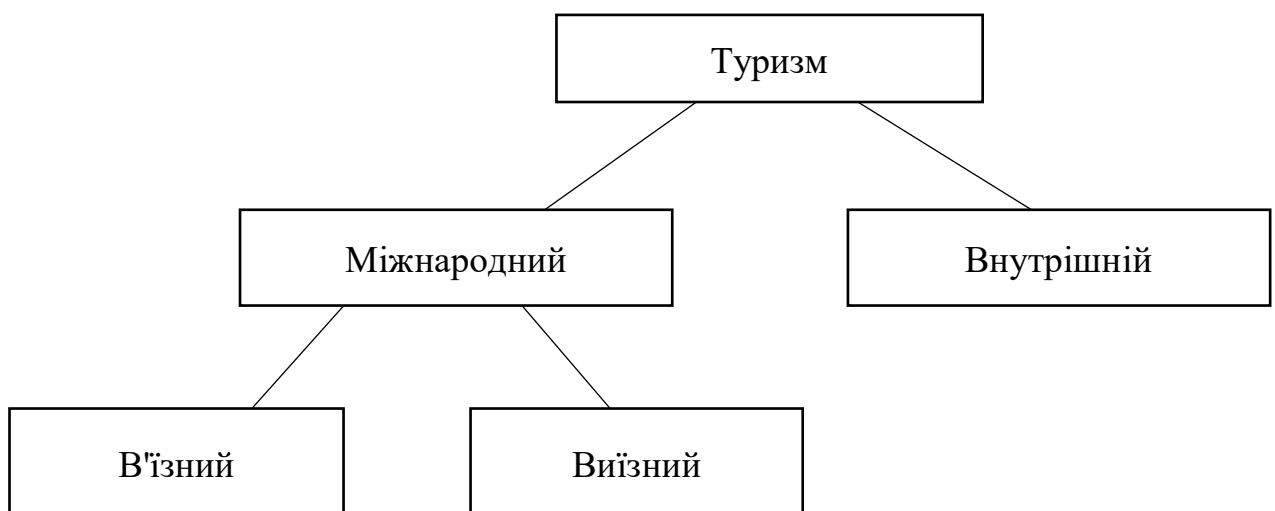 Туризм
Міжнародний
Внутрішній
В'їзний
Виїзний